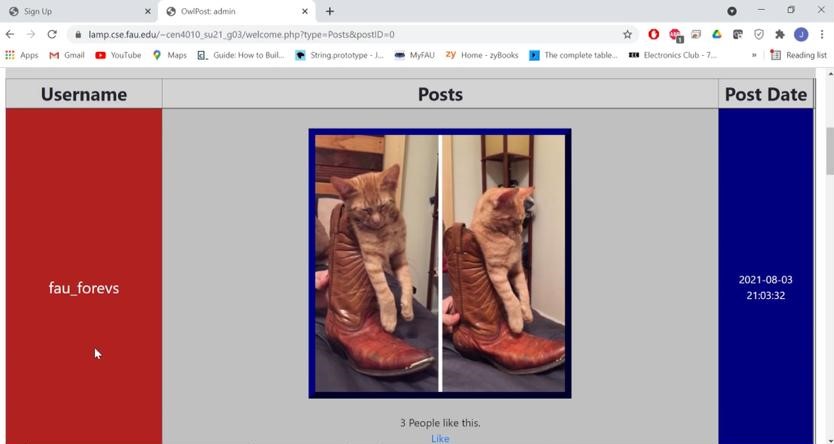 Sign Up
OwlPost: admin
lamp.cse.fau.edu/~cen4010_su21_g03/welcome.php?type=Posts&postID=0
Apps
Gmail
YouTube
Maps
Guide: How to Buil...
String.prototype - J...
MyFAU
zy Home - zyBooks
The complete table...
Electronics Club - 7...
»
Reading list
Username
Posts
Post Date
fau_forevs
2021-08-03
21:03:32
3 People like this.
Like